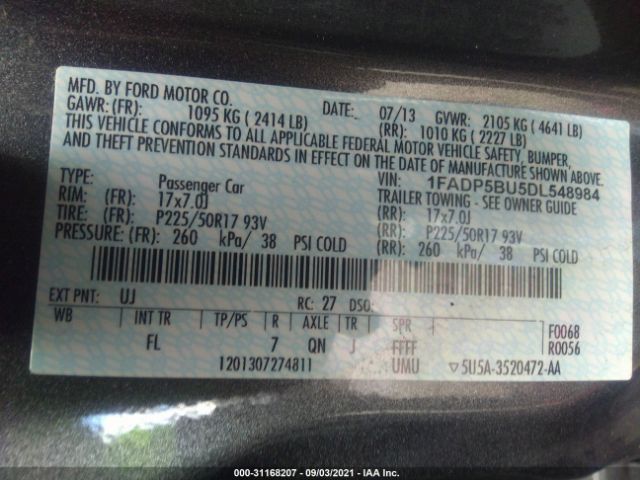 MFD. BY FORD MOTOR CO.
DATE: 07/13 GVWR: 2105 KG ( 4641 LB)
GAWR:(FR): 1095 KG ( 2414 LB) (RR): 1010 KG ( 2227 LB)
THIS VEHICLE CONFORMS TO ALL APPLICABLE FEDERAL MOTOR VEHICLE SAFETY, BUMPER,
AND THEFT PREVENTION STANDARDS IN EFFECT ON THE DATE OF MANUFACTURE SHOWN ABOVE.
VIN: 1FADP5BU5DL548984
TYPE: Passenger Car TRAILER TOWING - SEE OWNER GUIDE
RIM: (FR): 17x7.0J (RR): 17x7.0J
TIRE: (FR): P225/50R17 93V (RR): P225/50R17 93V
PRESSURE: (FR): 260 kPa/ 38 PSI COLD (RR): 260 kPa/ 38 PSI COLD
EXT PNT: UJ RC: 27 DSO:
WB INT TR TP/PS R AXLE TR SPR F0068
FL 7 QN J FFFF R0056
1201307274811 UMU 5U5A-3520472-AA
000-31168207 - 09/03/2021 - IAA Inc.